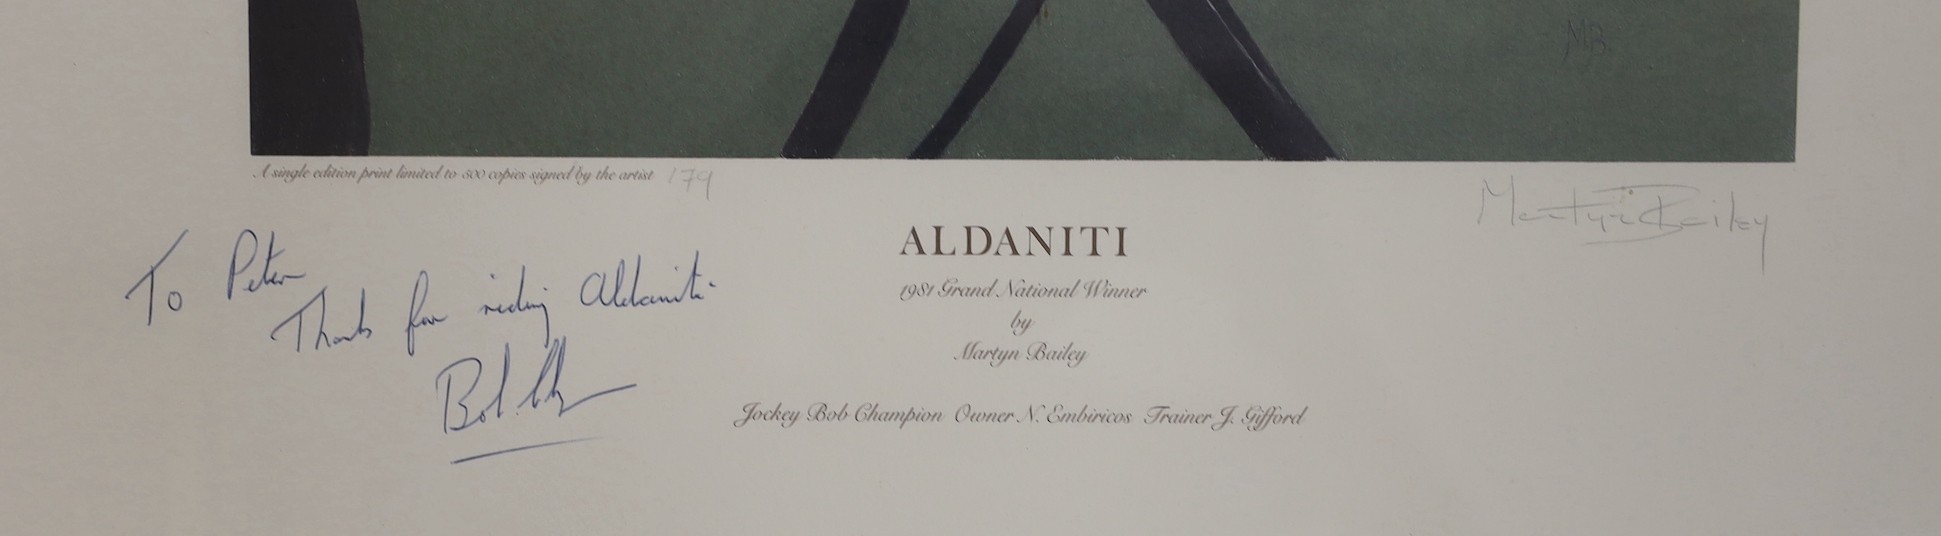 MB
A single edition print limited to 500 copies signed by the artist 179
Martyn Bailey
To Peter
Thanks for riding Aldaniti
Bob
ALDANITI
1981 Grand National Winner
by
Martyn Bailey
Jockey Bob Champion Owner N. Embiricos Trainer J. Gifford